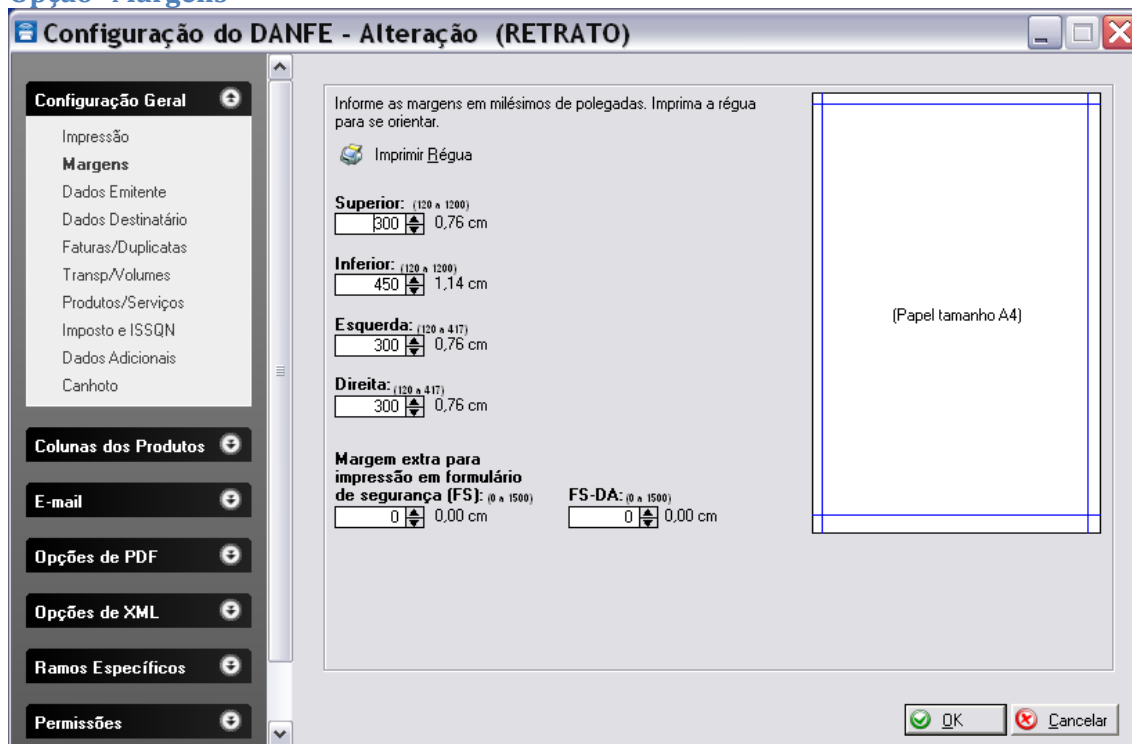 Opção "Margens"
Configuração do DANFE - Alteração (RETRATO)
Configuração Geral
Impressão
Margens
Dados Emitente
Dados Destinatário
Faturas/Duplicatas
Transp/Volumes
Produtos/Serviços
Imposto e ISSQN
Dados Adicionais
Canhoto
Colunas dos Produtos
E-mail
Opções de PDF
Opções de XML
Ramos Específicos
Permissões
Informe as margens em milésimos de polegadas. Imprima a régua
para se orientar.
Imprimir Régua
Superior: (120 a 1200)
300 0,76 cm
Inferior: (120 a 1200)
450 1,14 cm
Esquerda: (120 a 417)
300 0,76 cm
Direita: (120 a 417)
300 0,76 cm
Margem extra para
impressão em formulário
de segurança (FS): (0 a 1500) FS-DA: (0 a 1500)
0 0,00 cm 0 0,00 cm
(Papel tamanho A4)
OK Cancelar